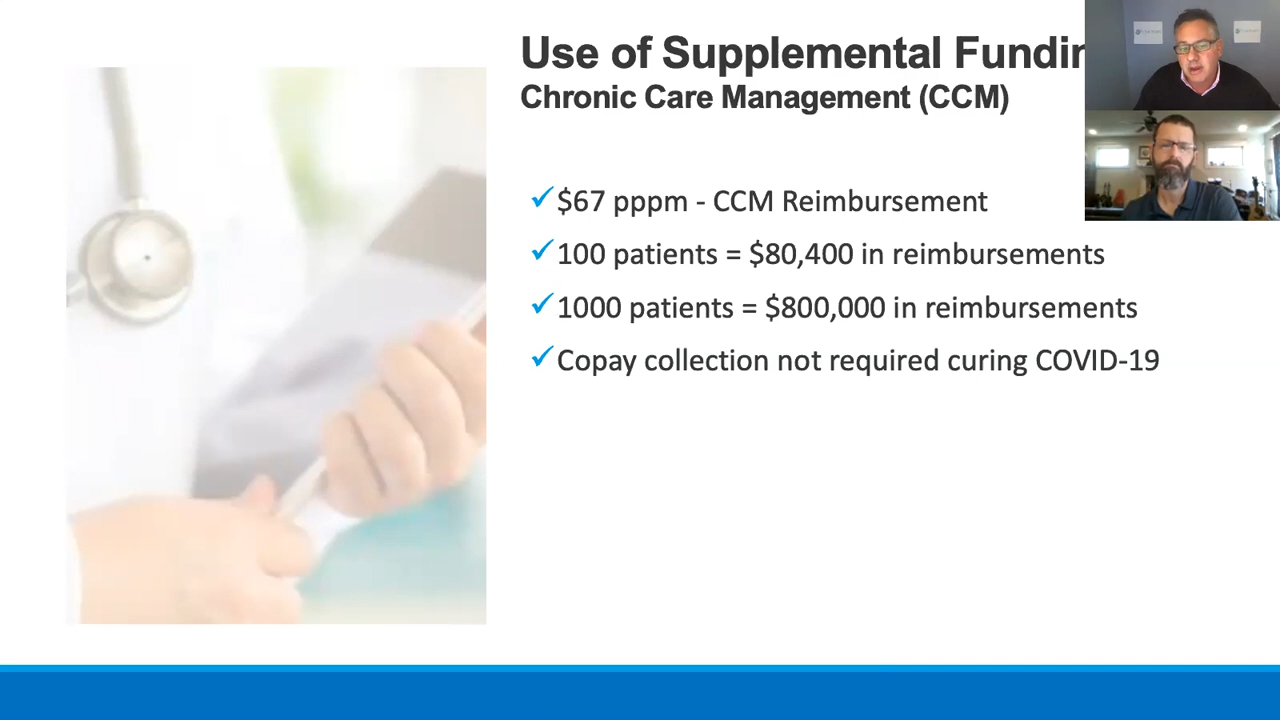 Use of Supplemental Fundin
Chronic Care Management (CCM)
✓$67 pppm - CCM Reimbursement
✓100 patients = $80,400 in reimbursements
✓1000 patients = $800,000 in reimbursements
✓Copay collection not required curing COVID-19